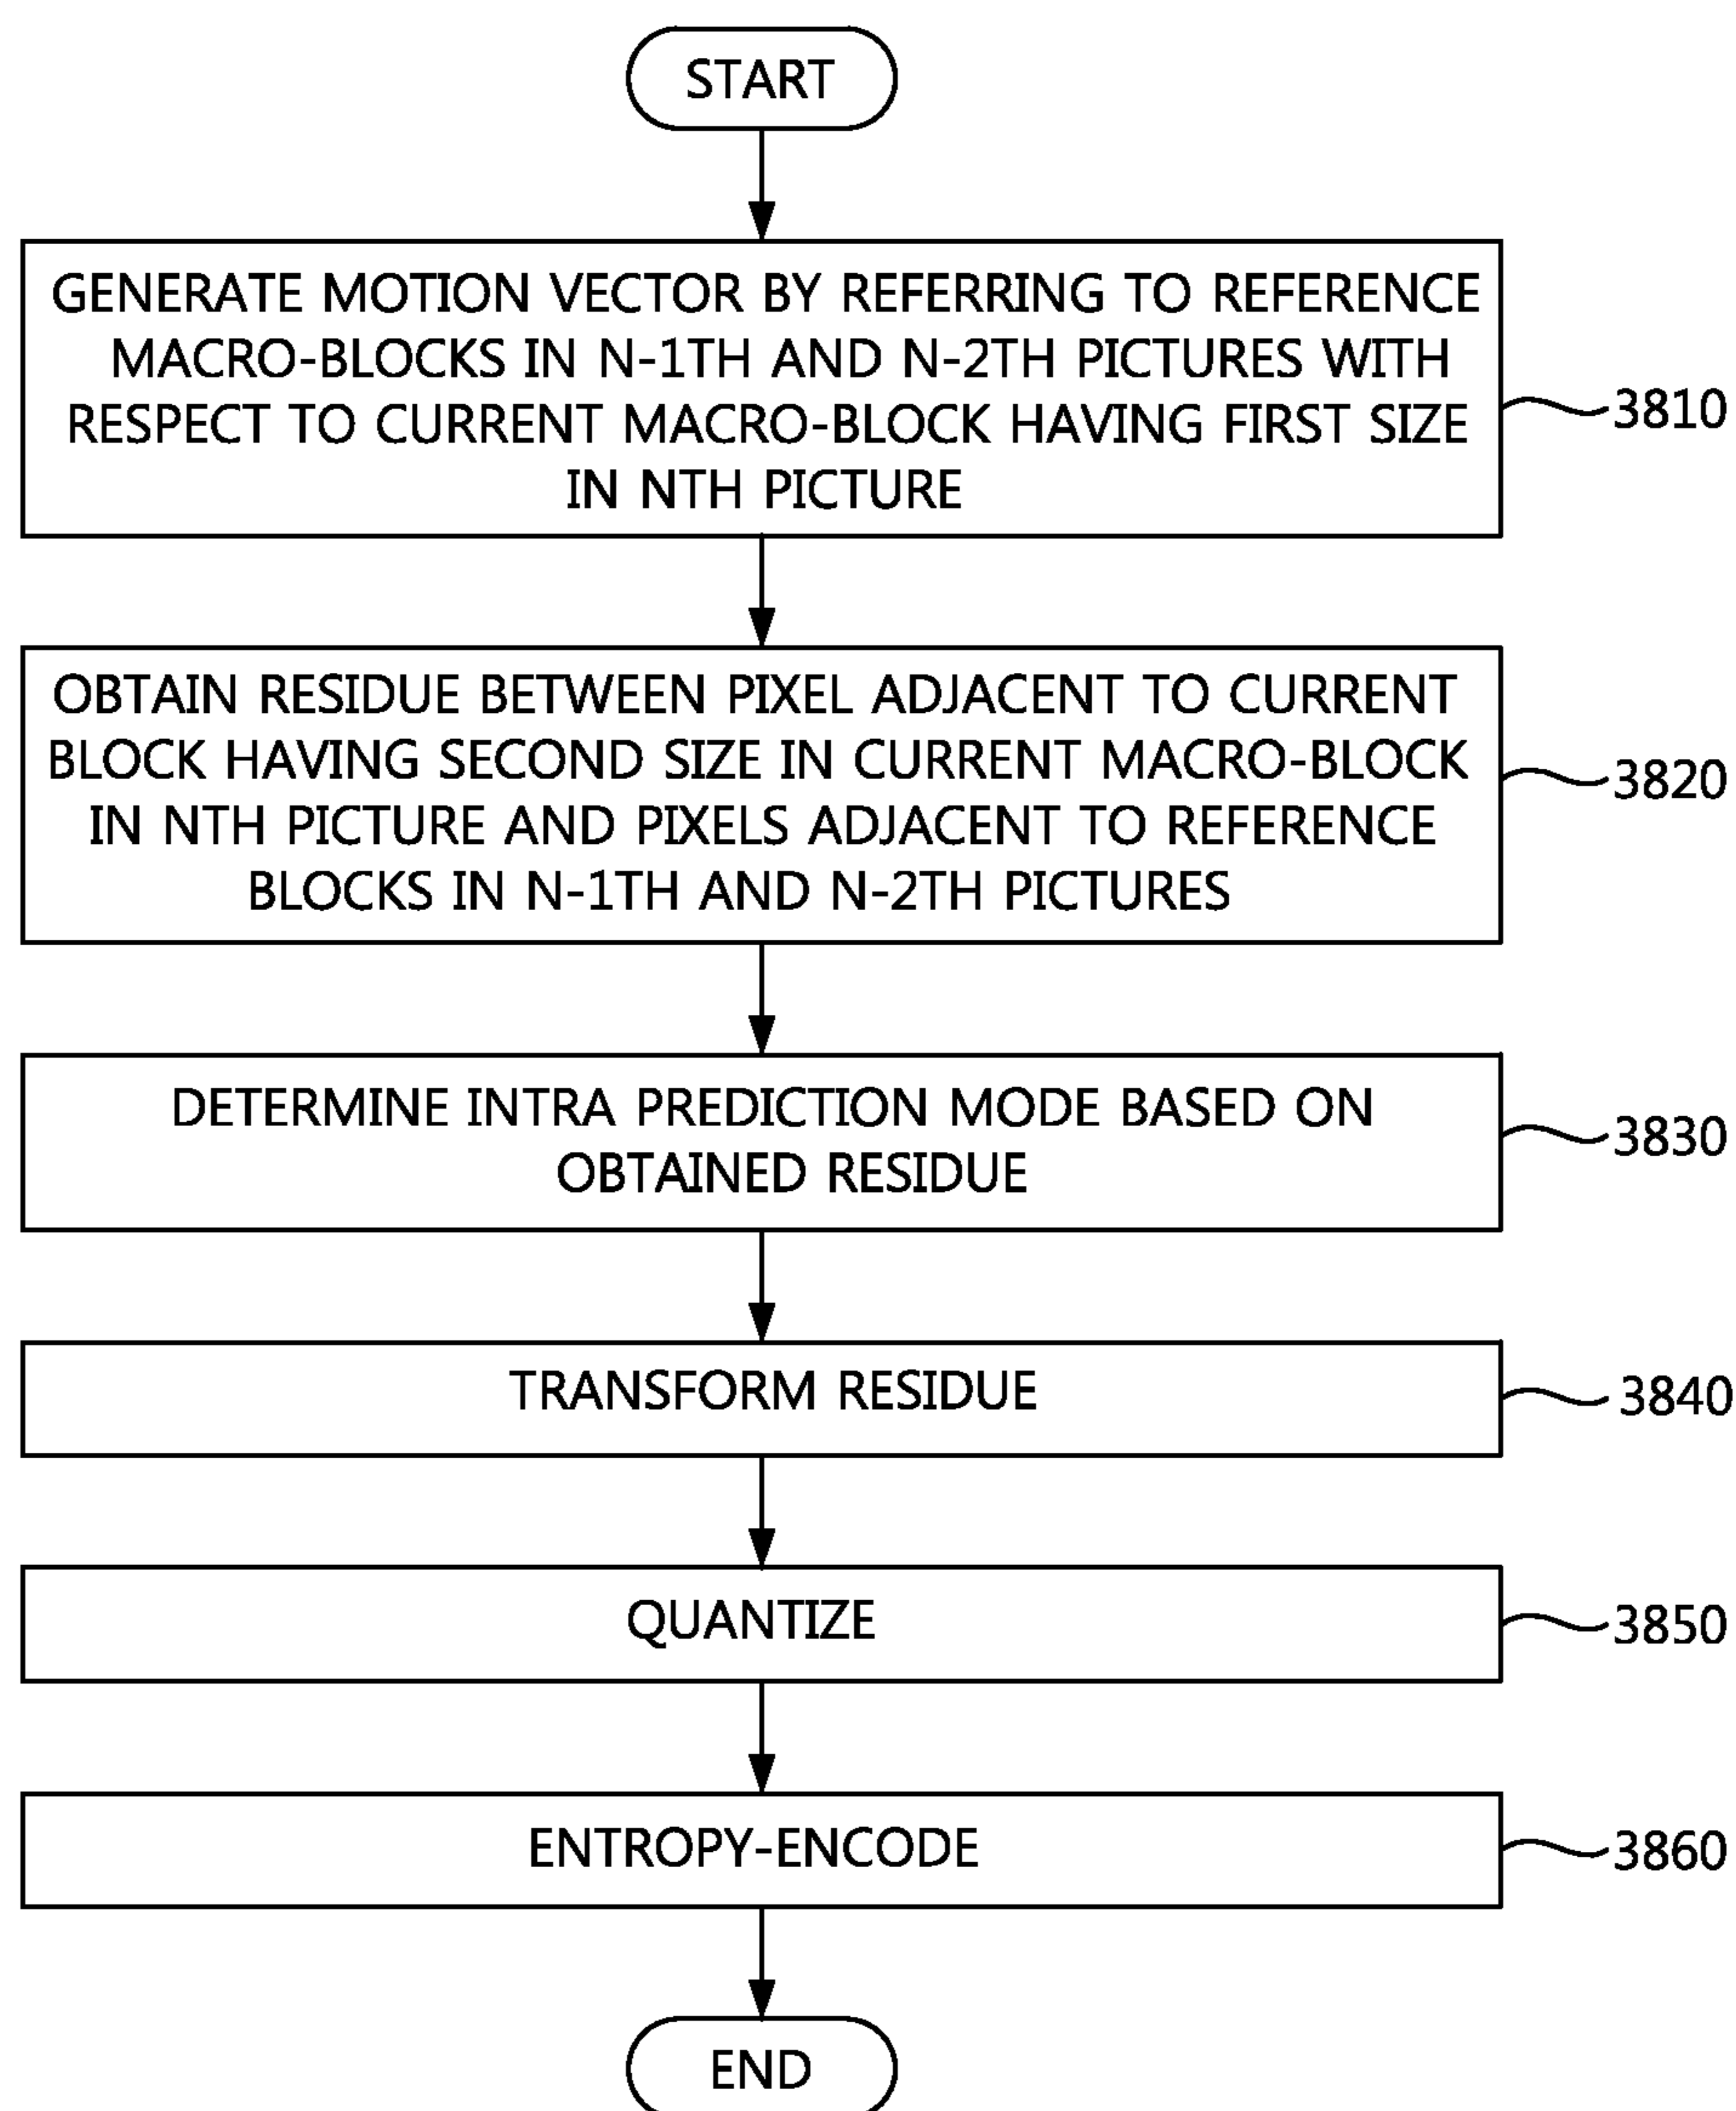 START
GENERATE MOTION VECTOR BY REFERRING TO REFERENCE
MACRO-BLOCKS IN N-1TH AND N-2TH PICTURES WITH
RESPECT TO CURRENT MACRO-BLOCK HAVING FIRST SIZE
IN NTH PICTURE
3810
OBTAIN RESIDUE BETWEEN PIXEL ADJACENT TO CURRENT
BLOCK HAVING SECOND SIZE IN CURRENT MACRO-BLOCK
IN NTH PICTURE AND PIXELS ADJACENT TO REFERENCE
BLOCKS IN N-1TH AND N-2TH PICTURES
3820
DETERMINE INTRA PREDICTION MODE BASED ON
OBTAINED RESIDUE
3830
TRANSFORM RESIDUE
3840
QUANTIZE
3850
ENTROPY-ENCODE
3860
END